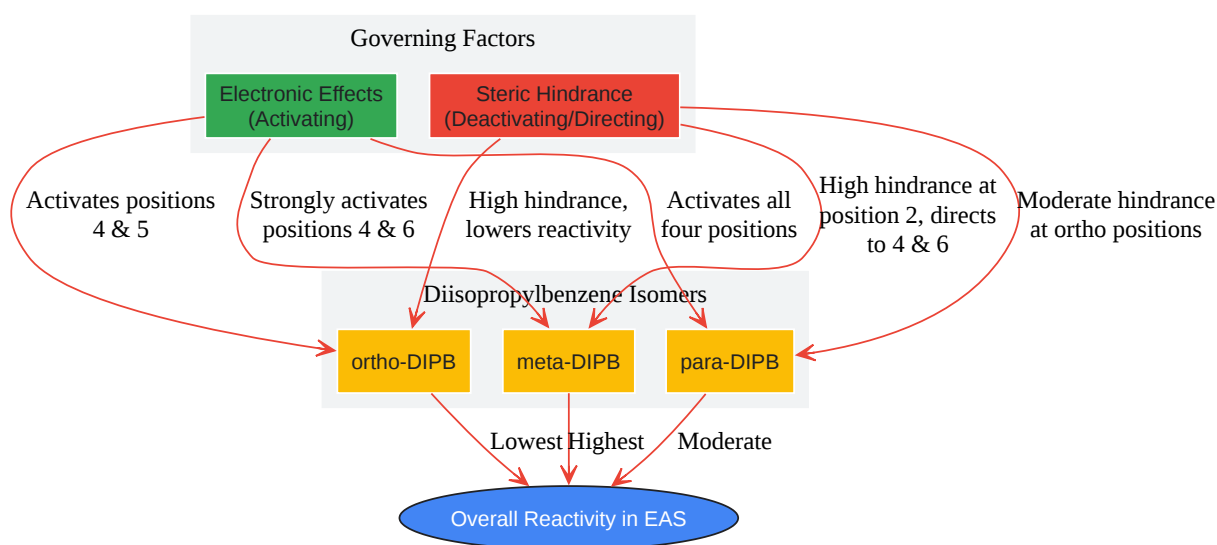 Governing Factors
Electronic Effects
(Activating)
Steric Hindrance
(Deactivating/Directing)
Activates positions
4 & 5
Strongly activates
positions 4 & 6
High hindrance,
lowers reactivity
Activates all
four positions
High hindrance at
position 2, directs
to 4 & 6
Moderate hindrance
at ortho positions
Diisopropylbenzene Isomers
ortho-DIPB
meta-DIPB
para-DIPB
Lowest
Highest
Moderate
Overall Reactivity in EAS